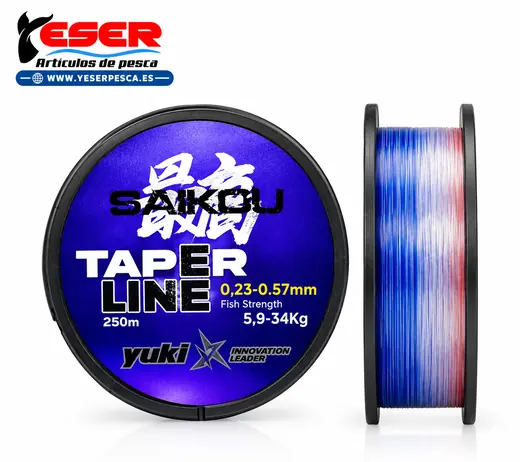 YESER
Artículos de pesca
WWW.YESERPESCA.ES
最高
SAIKOU
TAPER
LINE
0,23-0.57mm
Fish Strength
250m
5,9-34Kg
yuki
INNOVATION
LEADER